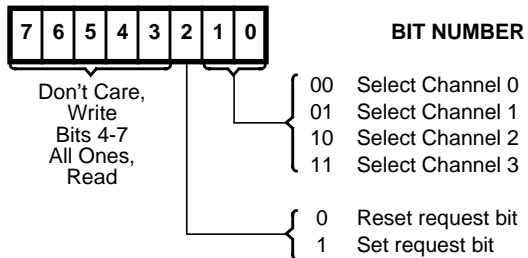 7 6 5 4 3 2 1 0 BIT NUMBER
Don't Care,
Write
Bits 4-7
All Ones,
Read
00 Select Channel 0
01 Select Channel 1
10 Select Channel 2
11 Select Channel 3
0 Reset request bit
1 Set request bit